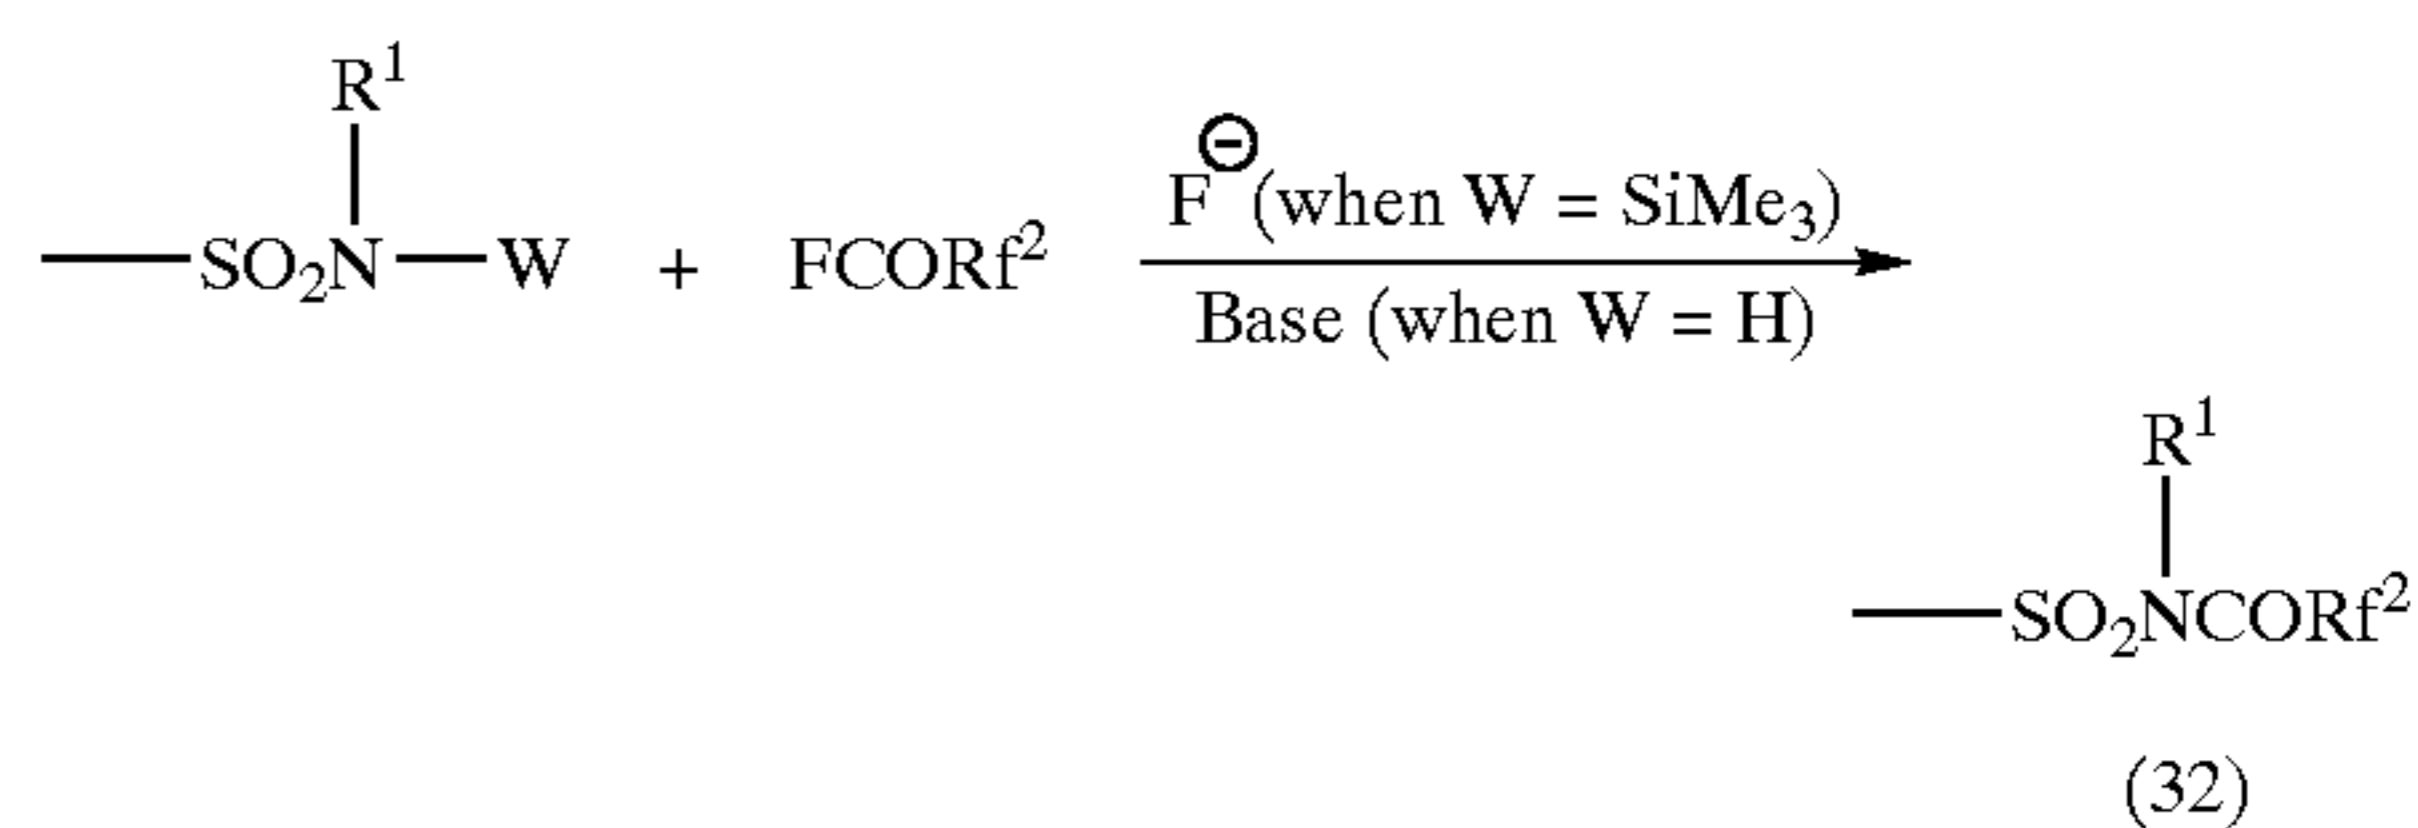 R¹
—SO₂N—W + FCORf²
F⊖ (when W = SiMe₃)
Base (when W = H)
R¹
—SO₂NCORf²
(32)